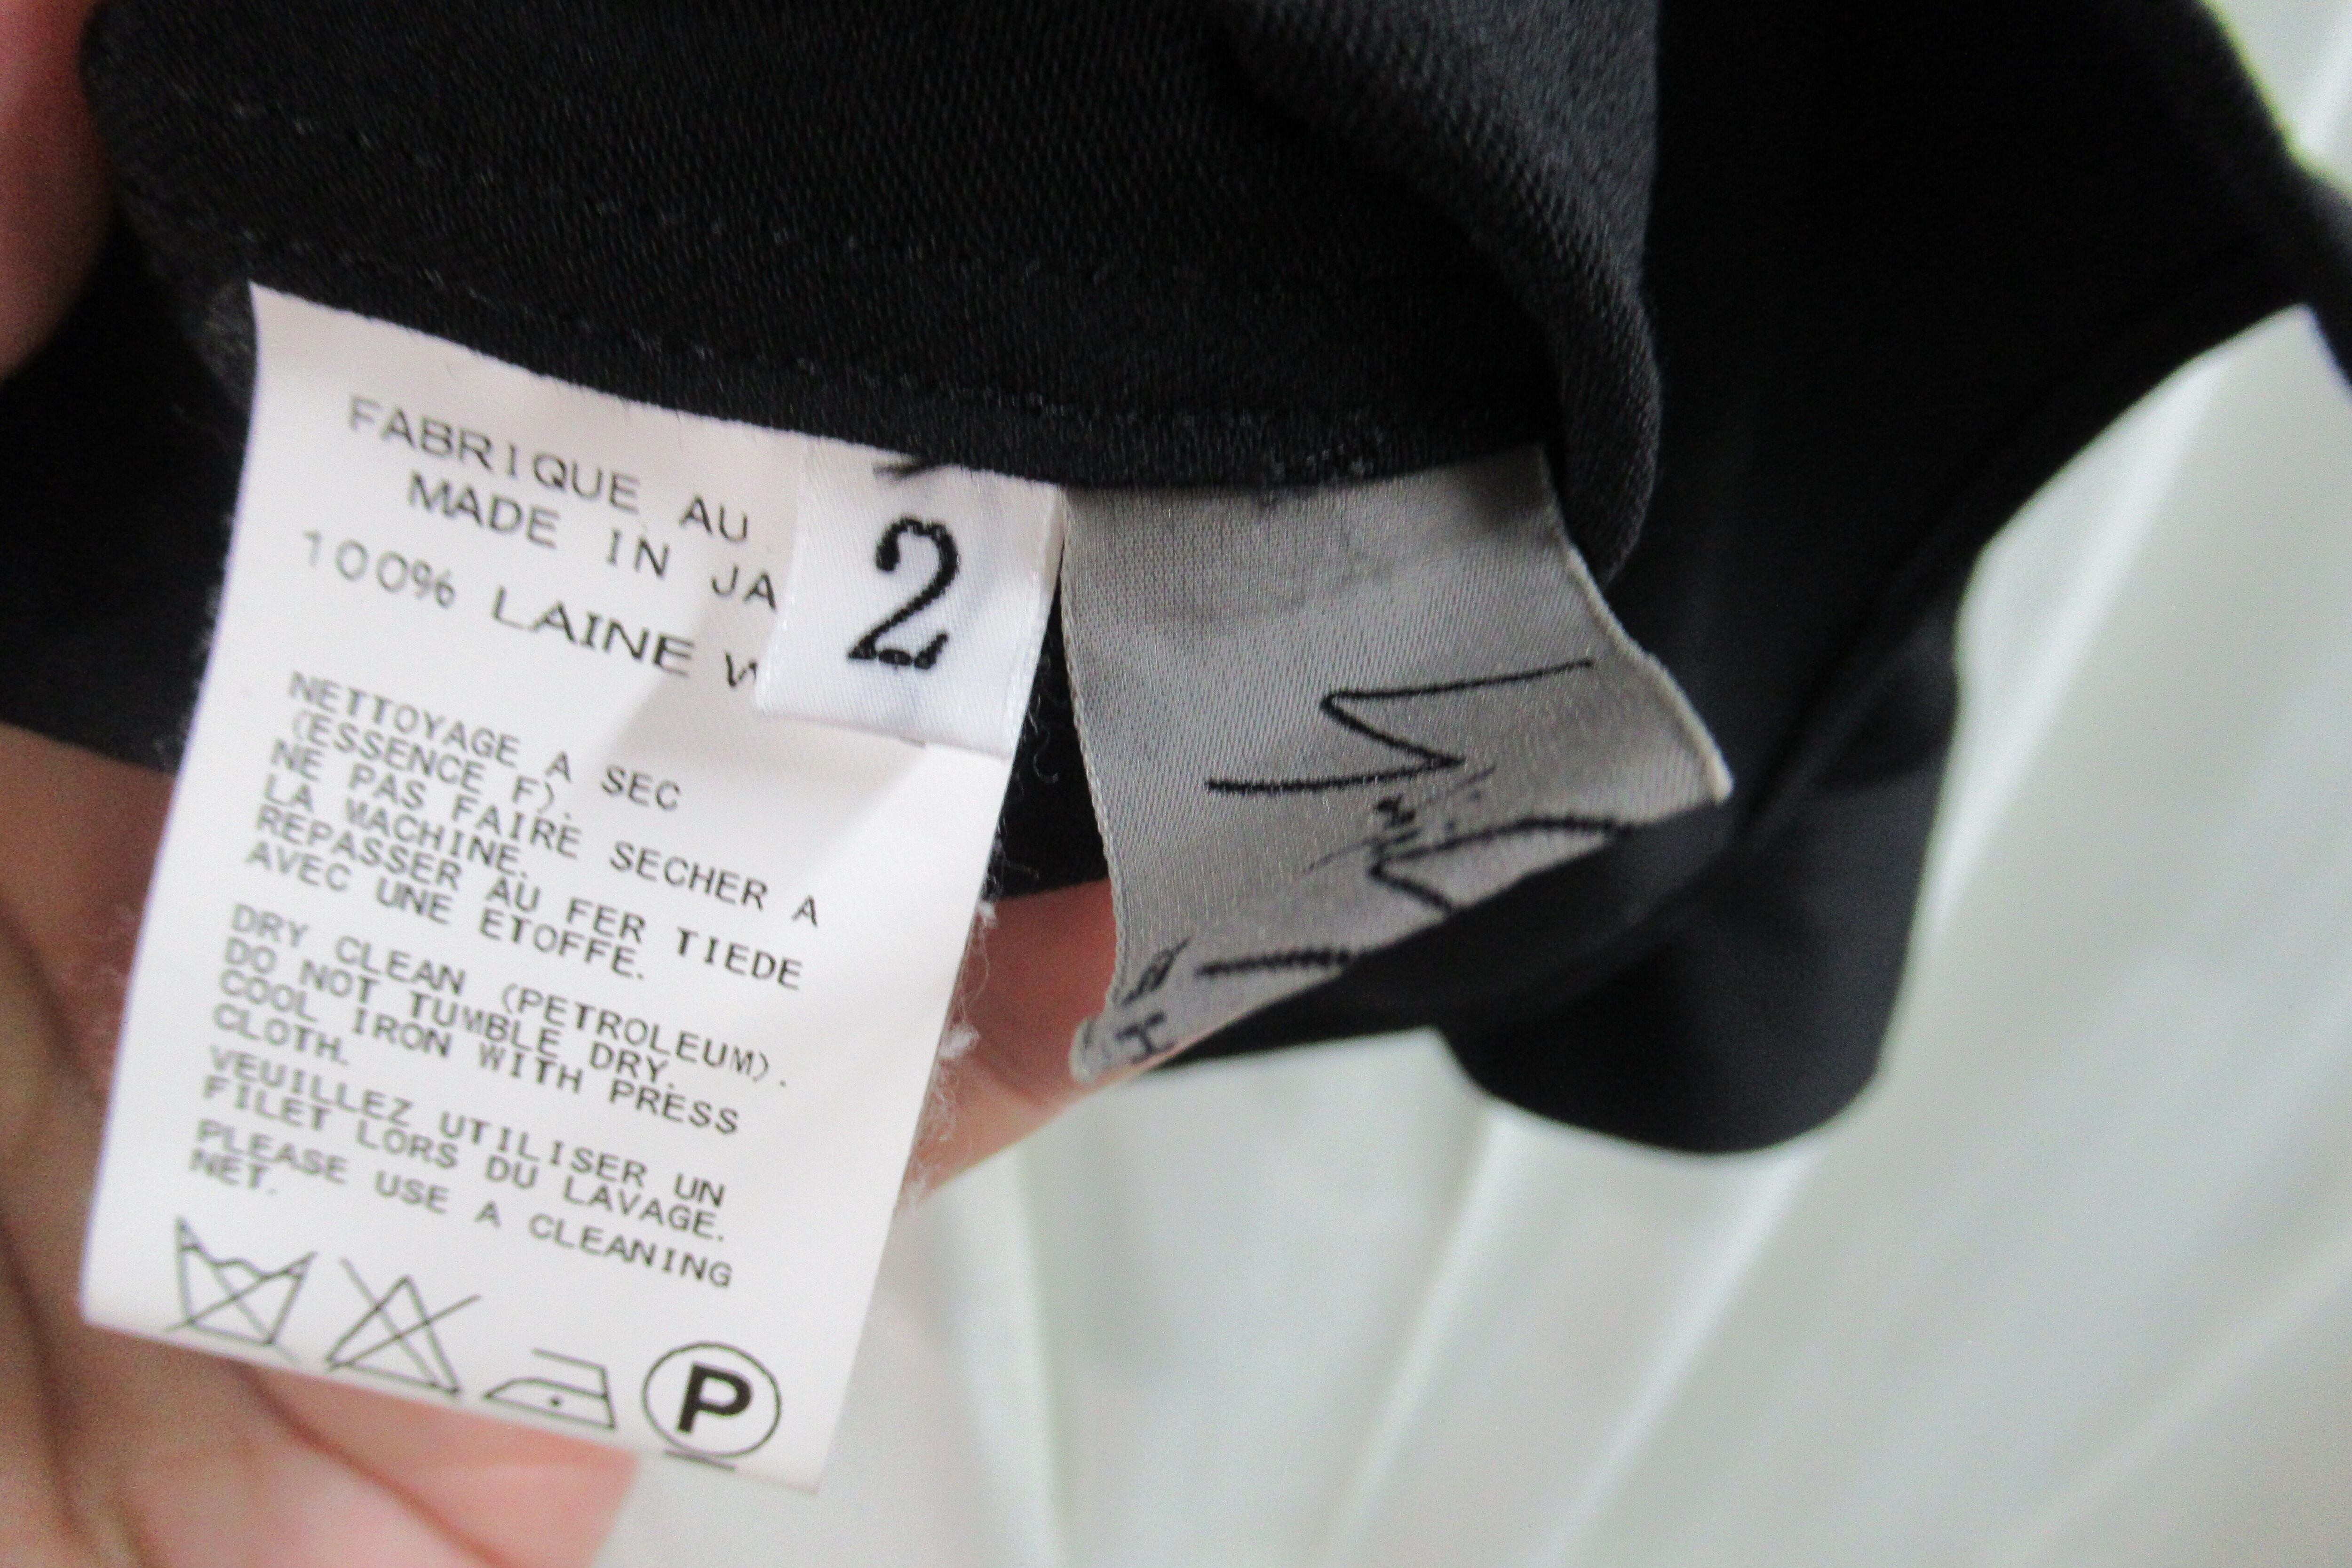 FABRIQUE AU
MADE IN JA
100% LAINE W
2
NETTOYAGE A SEC
(ESSENCE F).
NE PAS FAIRE SECHER A
LA MACHINE.
REPASSER AU FER TIEDE
AVEC UNE ETOFFE.
DRY CLEAN (PETROLEUM).
DO NOT TUMBLE DRY.
COOL IRON WITH PRESS
CLOTH.
VEUILLEZ UTILISER UN
FILET LORS DU LAVAGE.
PLEASE USE A CLEANING
NET.
P